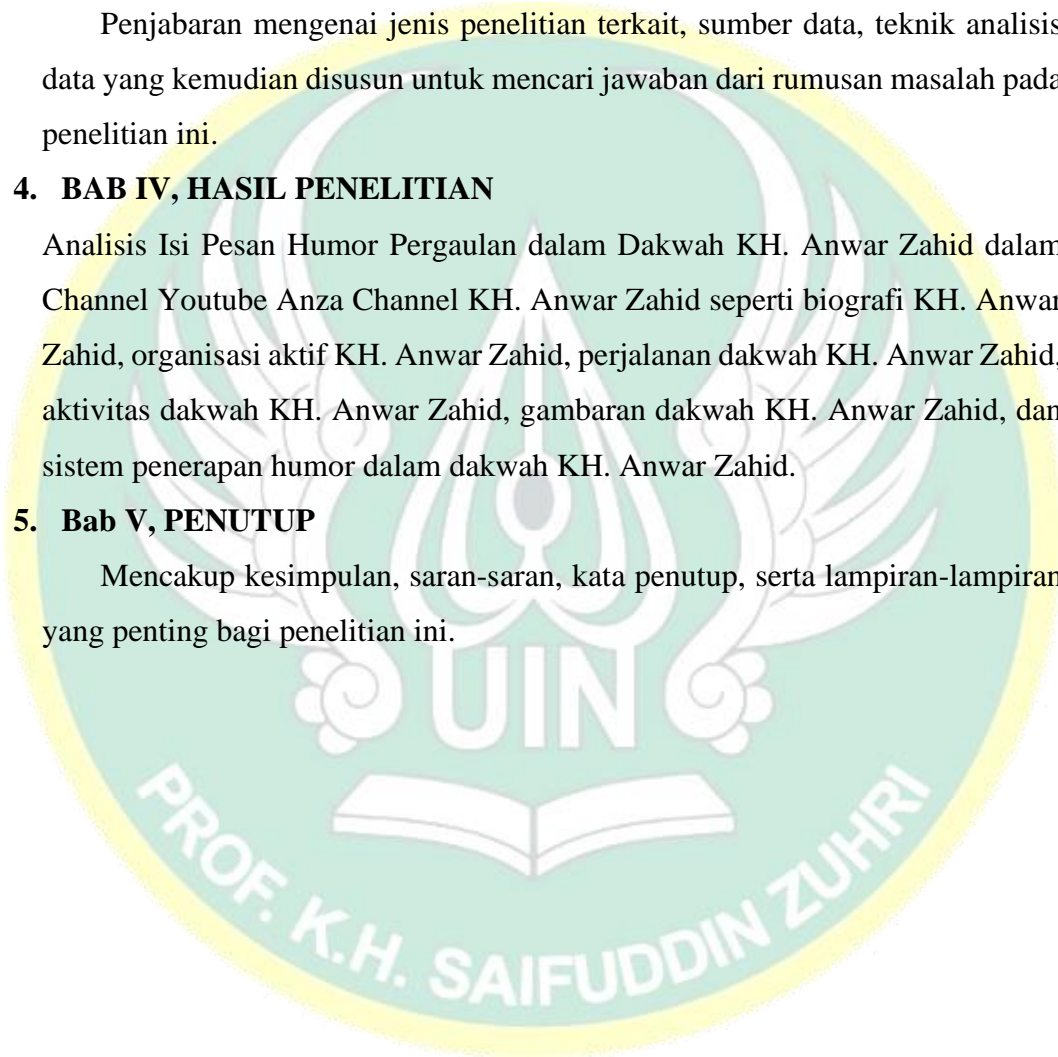 Penjabaran mengenai jenis penelitian terkait, sumber data, teknik analisis
data yang kemudian disusun untuk mencari jawaban dari rumusan masalah pada
penelitian ini.
4. BAB IV, HASIL PENELITIAN
Analisis Isi Pesan Humor Pergaulan dalam Dakwah KH. Anwar Zahid dalam
Channel Youtube Anza Channel KH. Anwar Zahid seperti biografi KH. Anwar
Zahid, organisasi aktif KH. Anwar Zahid, perjalanan dakwah KH. Anwar Zahid,
aktivitas dakwah KH. Anwar Zahid, gambaran dakwah KH. Anwar Zahid, dan
sistem penerapan humor dalam dakwah KH. Anwar Zahid.
5. Bab V, PENUTUP
Mencakup kesimpulan, saran-saran, kata penutup, serta lampiran-lampiran
yang penting bagi penelitian ini.
UIN
PROF. K.H. SAIFUDDIN ZUHRI